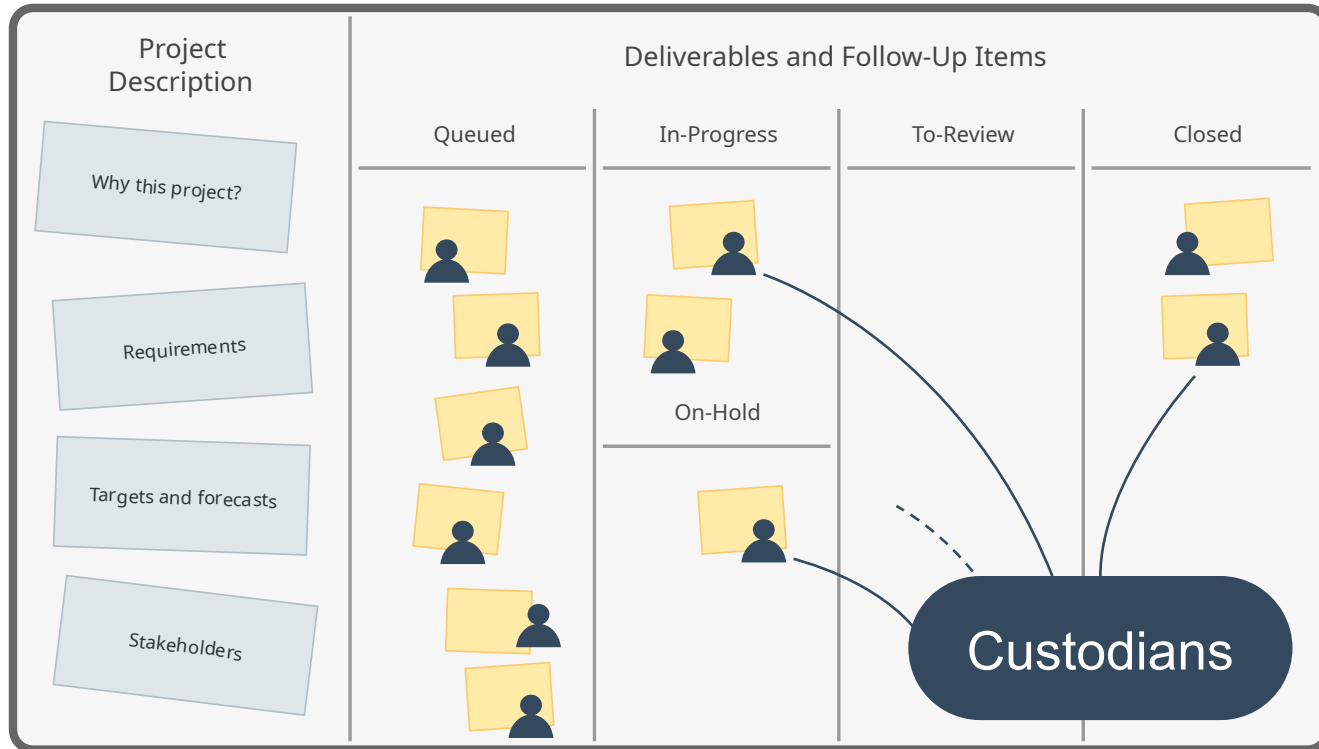 Project
Description
Deliverables and Follow-Up Items
Queued
In-Progress
To-Review
Closed
Why this project?
Requirements
On-Hold
Targets and forecasts
Stakeholders
Custodians